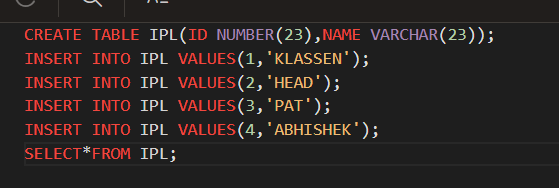 CREATE TABLE IPL(ID NUMBER(23),NAME VARCHAR(23));
INSERT INTO IPL VALUES(1,'KLASSEN');
INSERT INTO IPL VALUES(2,'HEAD');
INSERT INTO IPL VALUES(3,'PAT');
INSERT INTO IPL VALUES(4,'ABHISHEK');
SELECT*FROM IPL;